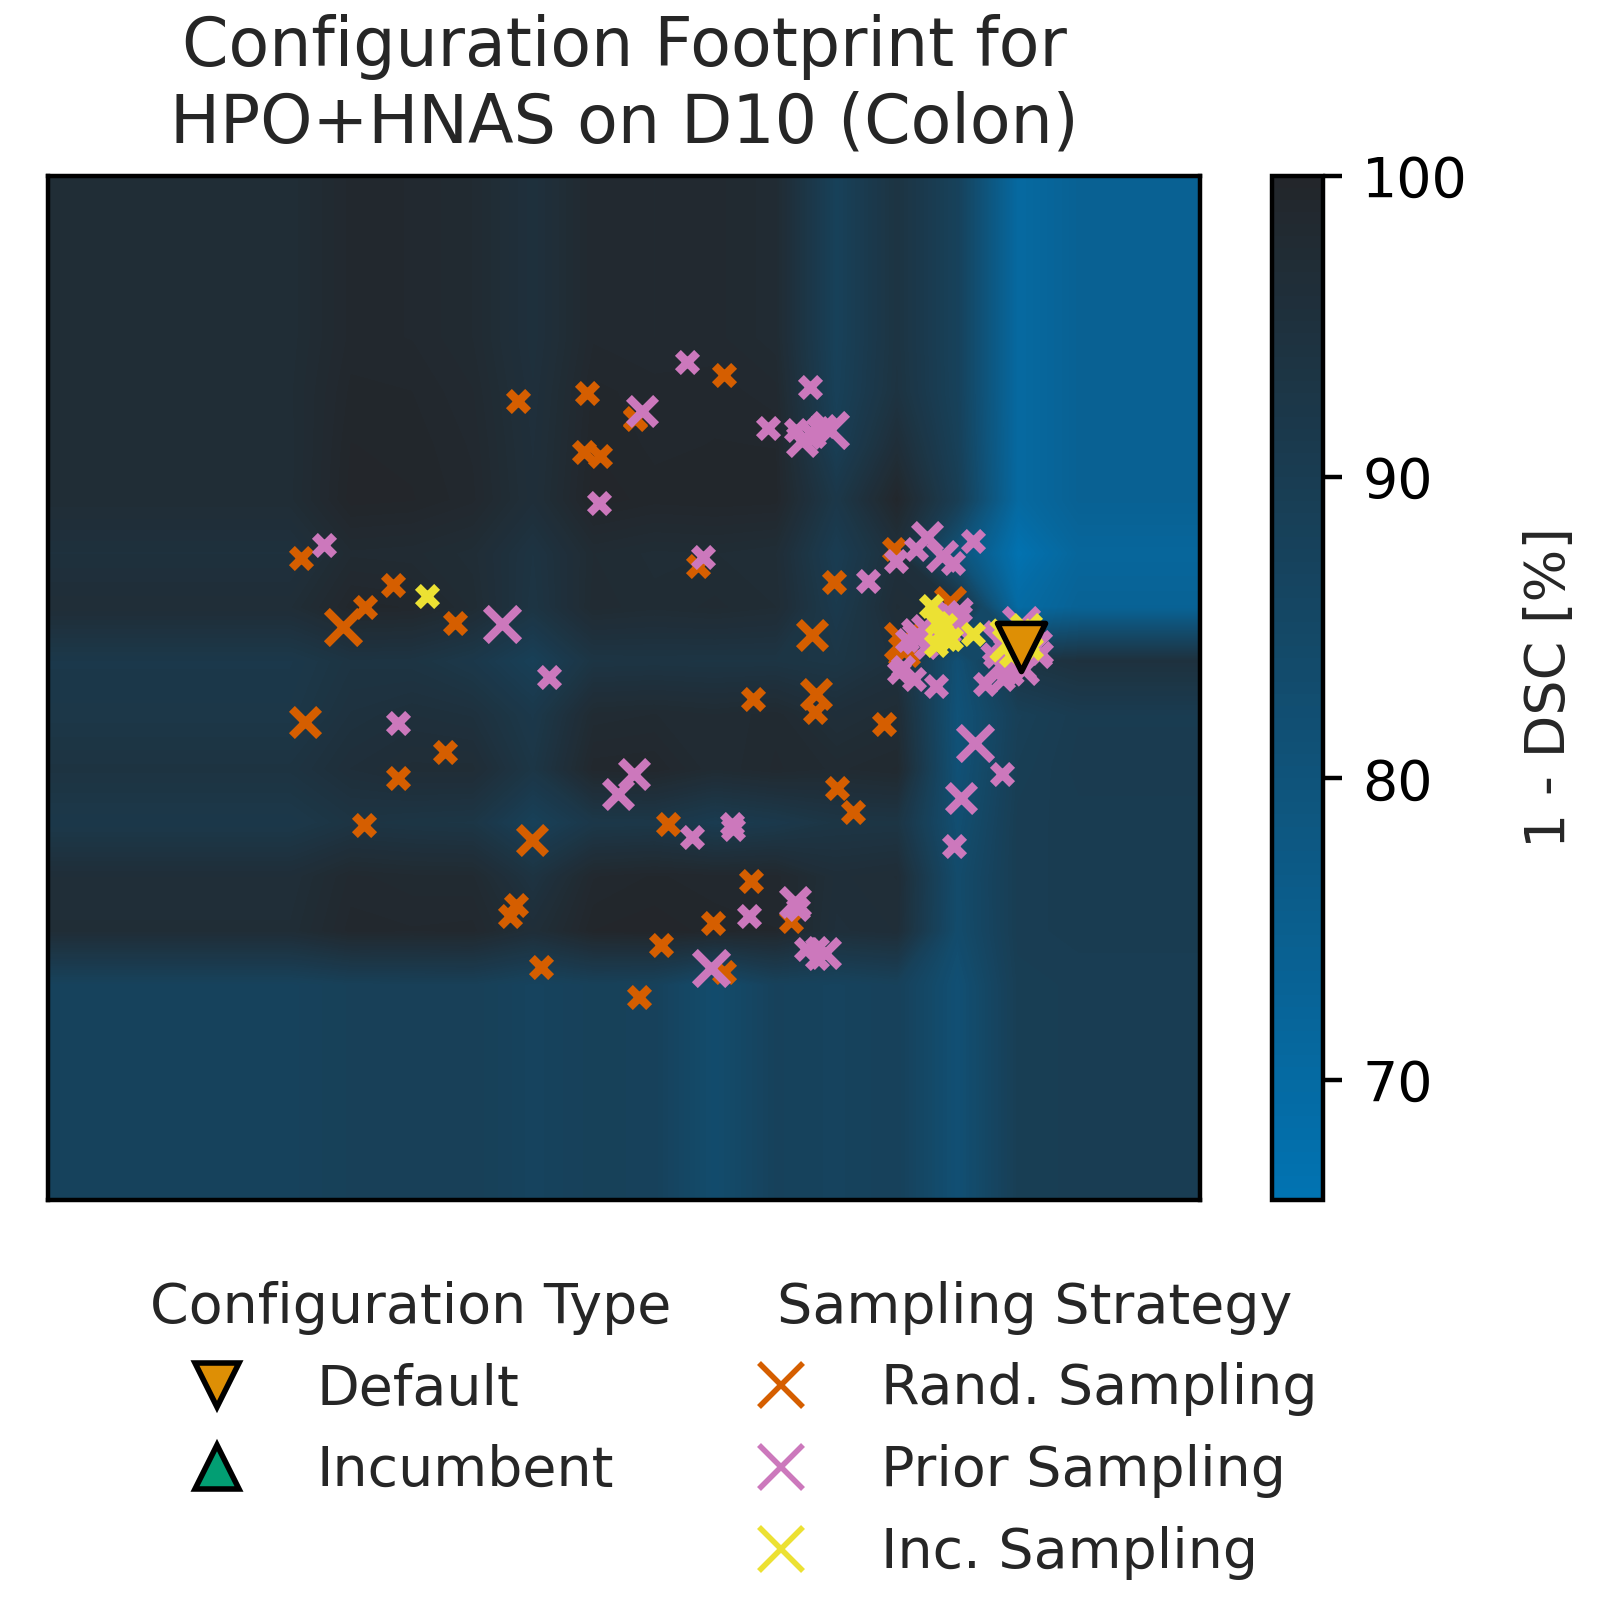 Configuration Footprint for
HPO+HNAS on D10 (Colon)
100
90
80
70
1 - DSC [%]
Configuration Type
Default
Incumbent
Sampling Strategy
Rand. Sampling
Prior Sampling
Inc. Sampling